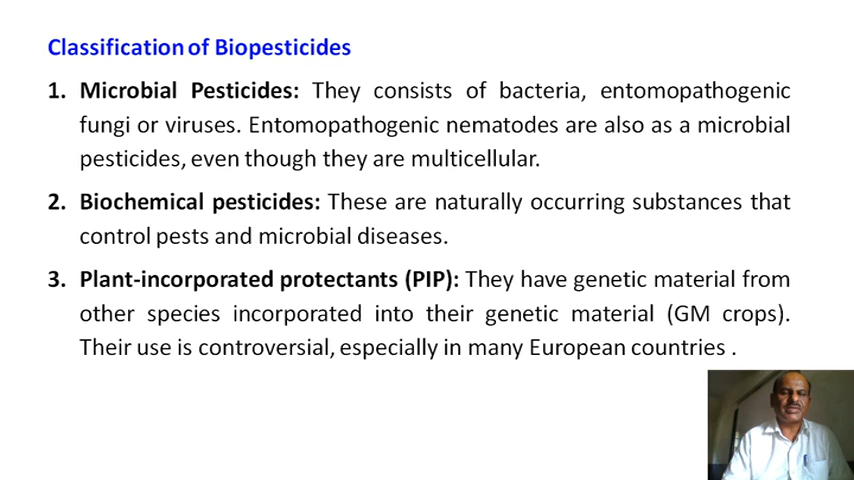 Classification of Biopesticides
1. Microbial Pesticides: They consists of bacteria, entomopathogenic
fungi or viruses. Entomopathogenic nematodes are also as a microbial
pesticides, even though they are multicellular.
2. Biochemical pesticides: These are naturally occurring substances that
control pests and microbial diseases.
3. Plant-incorporated protectants (PIP): They have genetic material from
other species incorporated into their genetic material (GM crops).
Their use is controversial, especially in many European countries .